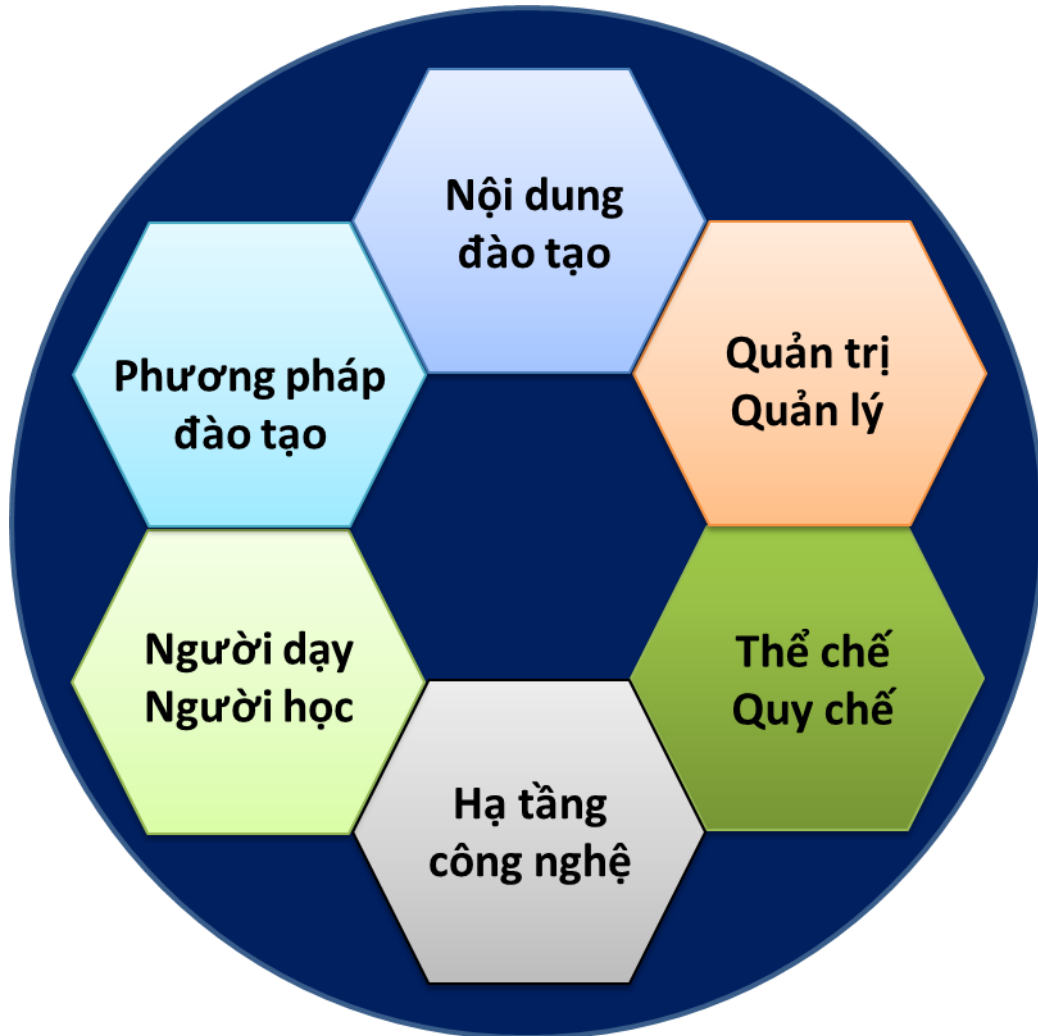 Nội dung
đào tạo
Quản trị
Quản lý
Phương pháp
đào tạo
Người dạy
Người học
Thể chế
Quy chế
Hạ tầng
công nghệ